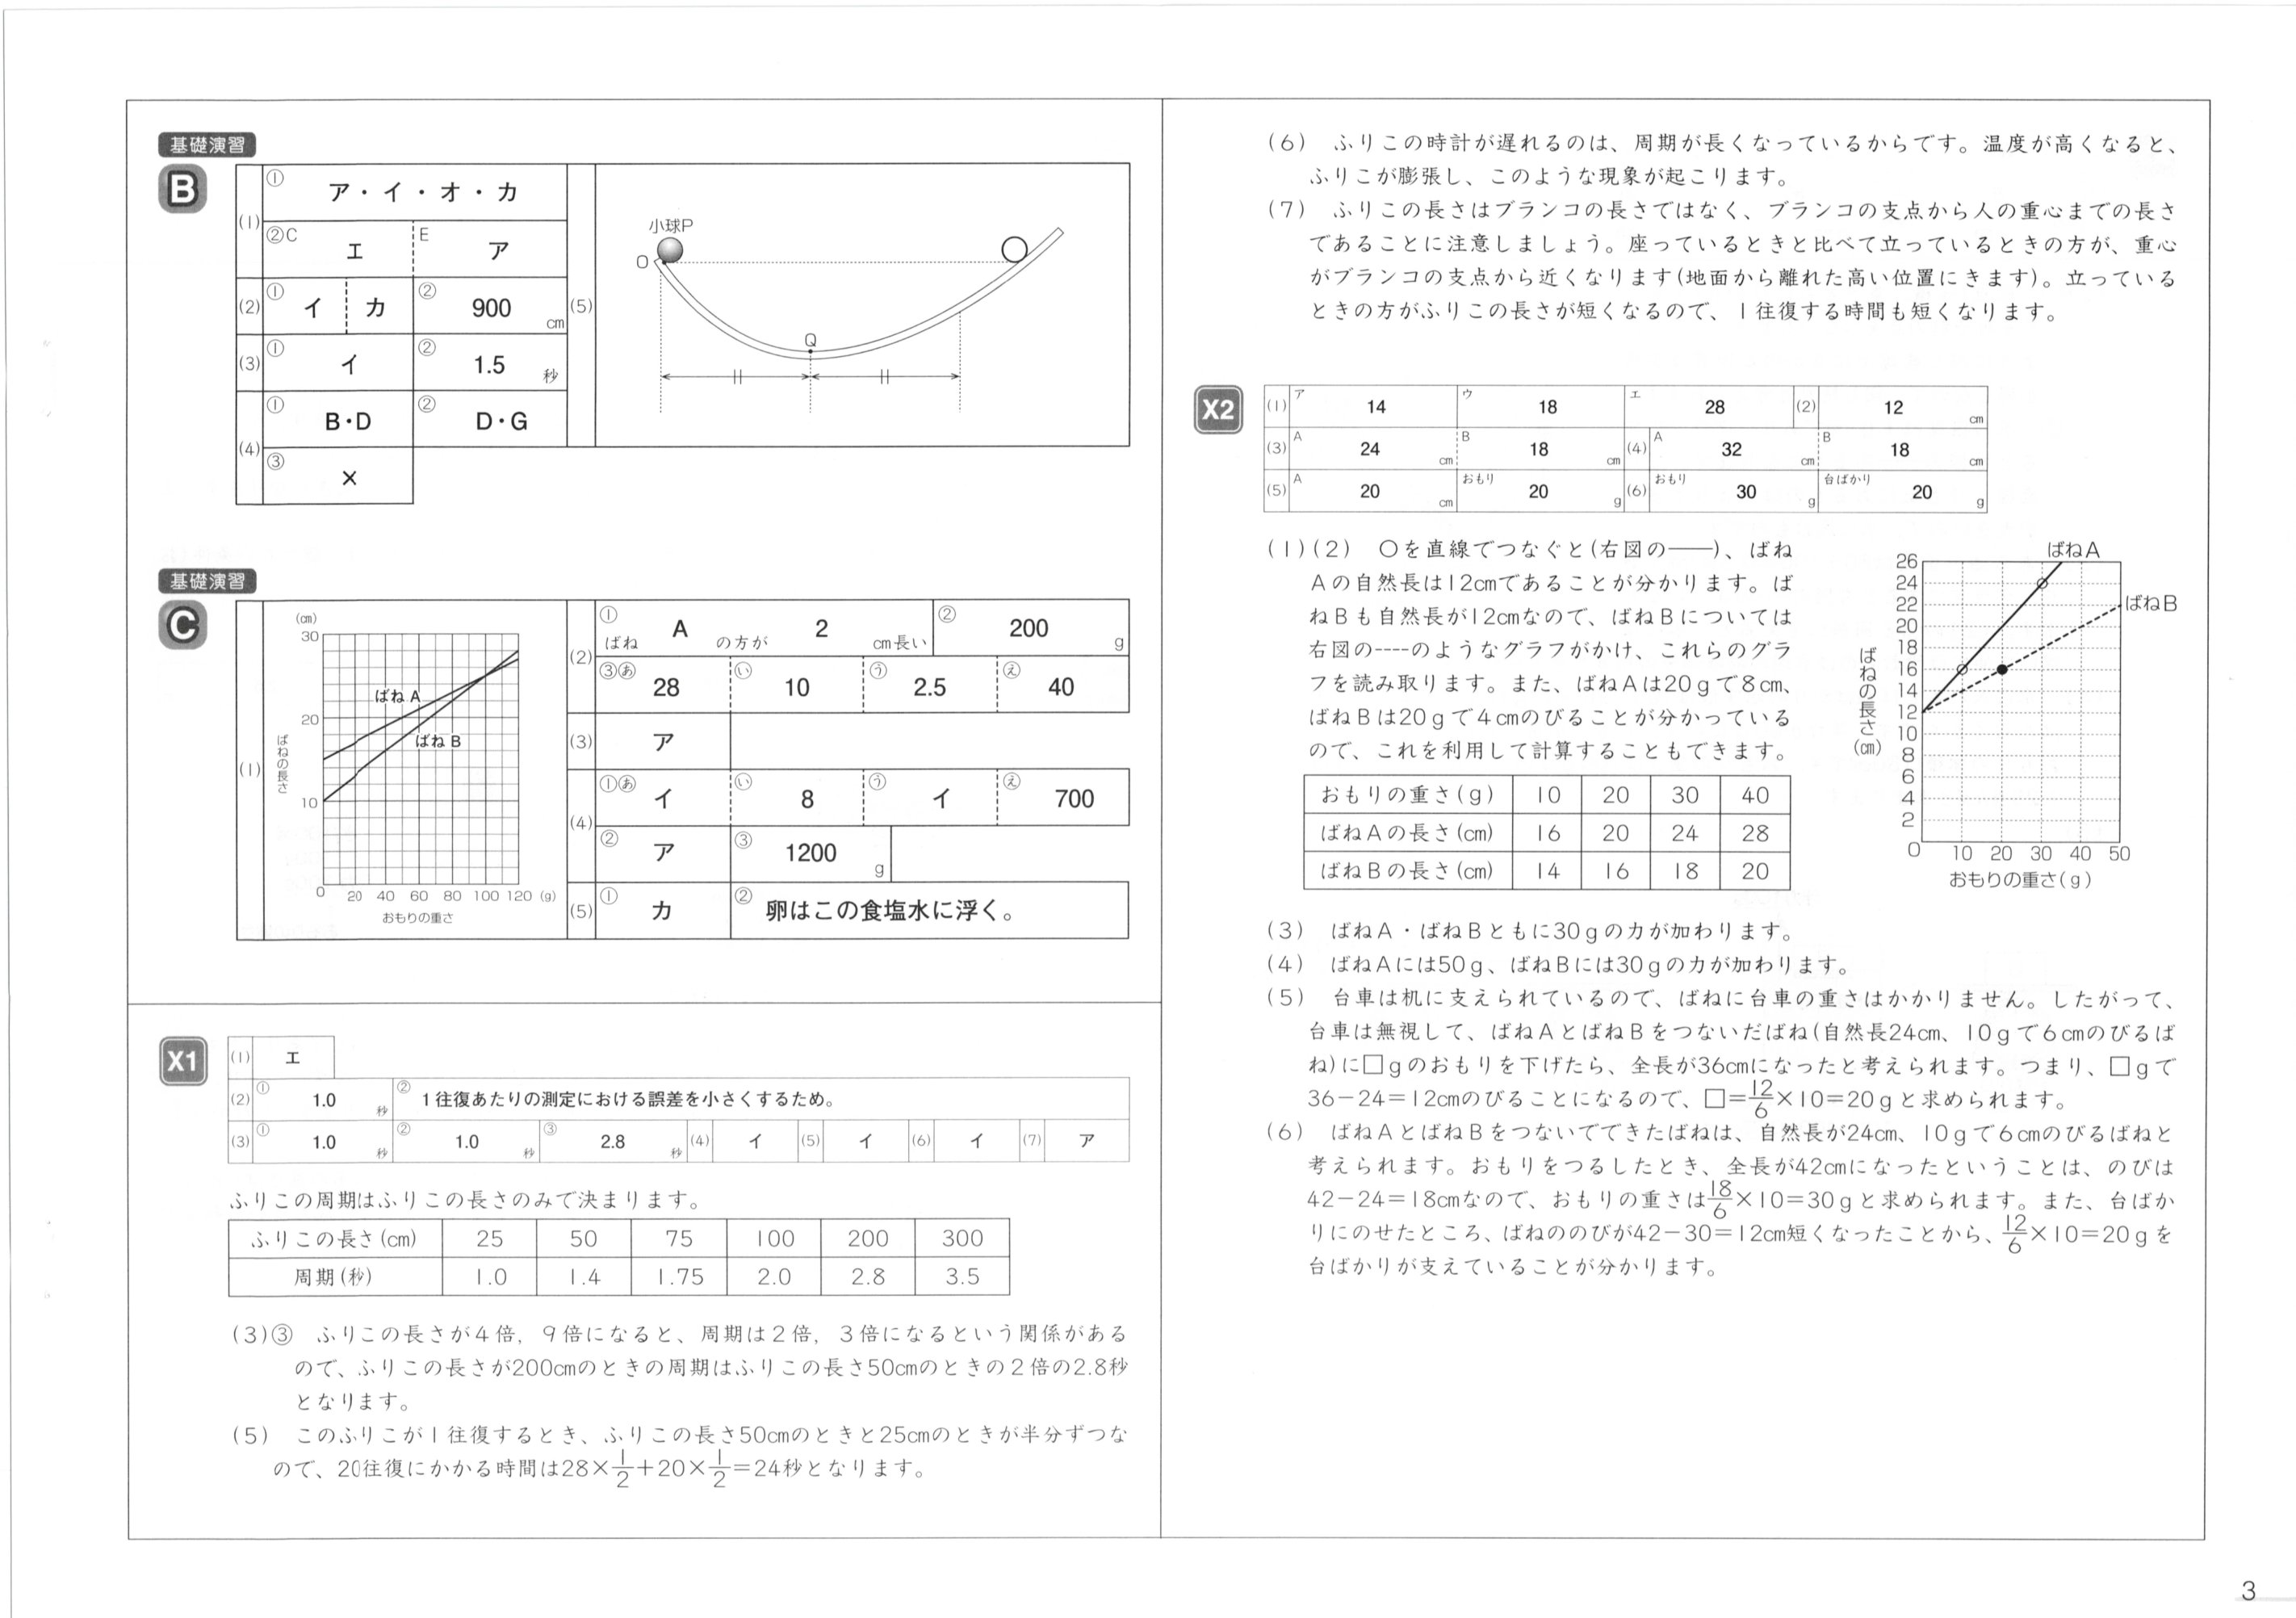 基礎演習
B
(1) ① ア・イ・オ・カ
②C エ E ア
(2) ① イ カ ② 900 cm
(3) ① イ ② 1.5 秒
(4) ① B・D ② D・G
③ ×
(5) 小球P
O
Q
基礎演習
C
(1) (cm)
30
20
10
0 20 40 60 80 100 120 (g)
ばねの長さ
おもりの重さ
ばねA
ばねB
(2) ① ばね A の方が 2 cm長い ② 200 g
③あ 28 い 10 う 2.5 え 40
(3) ア
(4) ①あ イ い 8 う イ え 700
② ア ③ 1200 g
(5) ① カ ② 卵はこの食塩水に浮く。
X1
(1) エ
(2) ① 1.0 秒 ② 1往復あたりの測定における誤差を小さくするため。
(3) ① 1.0 秒 ② 1.0 秒 ③ 2.8 秒 (4) イ (5) イ (6) イ (7) ア
ふりこの周期はふりこの長さのみで決まります。
ふりこの長さ(cm) 25 50 75 100 200 300
周期(秒) 1.0 1.4 1.75 2.0 2.8 3.5
(3)③ ふりこの長さが4倍，9倍になると、周期は2倍，3倍になるという関係がある
ので、ふりこの長さが200cmのときの周期はふりこの長さ50cmのときの2倍の2.8秒
となります。
(5) このふりこが1往復するとき、ふりこの長さ50cmのときと25cmのときが半分ずつな
ので、20往復にかかる時間は28×1/2＋20×1/2＝24秒となります。
(6) ふりこの時計が遅れるのは、周期が長くなっているからです。温度が高くなると、
ふりこが膨張し、このような現象が起こります。
(7) ふりこの長さはブランコの長さではなく、ブランコの支点から人の重心までの長さ
であることに注意しましょう。座っているときと比べて立っているときの方が、重心
がブランコの支点から近くなります(地面から離れた高い位置にきます)。立っている
ときの方がふりこの長さが短くなるので、1往復する時間も短くなります。
X2
(1) ア 14 ウ 18 エ 28 (2) 12 cm
(3) A 24 cm B 18 cm (4) A 32 cm B 18 cm
(5) A 20 cm おもり 20 g (6) おもり 30 g 台ばかり 20 g
(1)(2) ○を直線でつなぐと(右図の――)、ばね
Aの自然長は12cmであることが分かります。ば
ねBも自然長が12cmなので、ばねBについては
右図の----のようなグラフがかけ、これらのグラ
フを読み取ります。また、ばねAは20gで8cm、
ばねBは20gで4cmのびることが分かっている
ので、これを利用して計算することもできます。
おもりの重さ(g) 10 20 30 40
ばねAの長さ(cm) 16 20 24 28
ばねBの長さ(cm) 14 16 18 20
ばねA
ばねB
26
24
22
20
18
16
14
12
10
8
6
4
2
0 10 20 30 40 50
ばねの長さ(cm)
おもりの重さ(g)
(3) ばねA・ばねBともに30gの力が加わります。
(4) ばねAには50g、ばねBには30gの力が加わります。
(5) 台車は机に支えられているので、ばねに台車の重さはかかりません。したがって、
台車は無視して、ばねAとばねBをつないだばね(自然長24cm、10gで6cmのびるば
ね)に□gのおもりを下げたら、全長が36cmになったと考えられます。つまり、□gで
36－24＝12cmのびることになるので、□＝12/6×10＝20gと求められます。
(6) ばねAとばねBをつないでできたばねは、自然長が24cm、10gで6cmのびるばねと
考えられます。おもりをつるしたとき、全長が42cmになったということは、のびは
42－24＝18cmなので、おもりの重さは18/6×10＝30gと求められます。また、台ばか
りにのせたところ、ばねののびが42－30＝12cm短くなったことから、12/6×10＝20gを
台ばかりが支えていることが分かります。
3